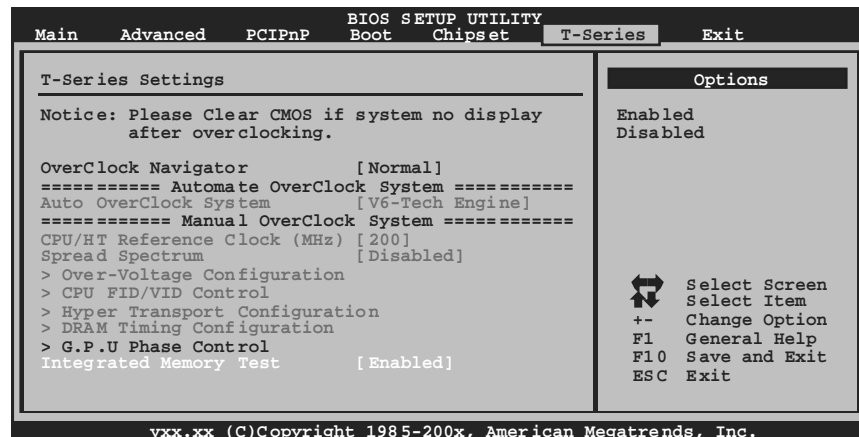 BIOS SETUP UTILITY
Main Advanced PCIPnP Boot Chipset T-Series Exit
T-Series Settings
Notice: Please Clear CMOS if system no display
after overclocking.
OverClock Navigator [Normal]
=========== Automate OverClock System ===========
Auto OverClock System [V6-Tech Engine]
============ Manual OverClock System ============
CPU/HT Reference Clock (MHz) [200]
Spread Spectrum [Disabled]
> Over-Voltage Configuration
> CPU FID/VID Control
> Hyper Transport Configuration
> DRAM Timing Configuration
> G.P.U Phase Control
Integrated Memory Test [Enabled]
Options
Enabled
Disabled
Select Screen
Select Item
+- Change Option
F1 General Help
F10 Save and Exit
ESC Exit
vxx.xx (C)Copyright 1985-200x, American Megatrends, Inc.